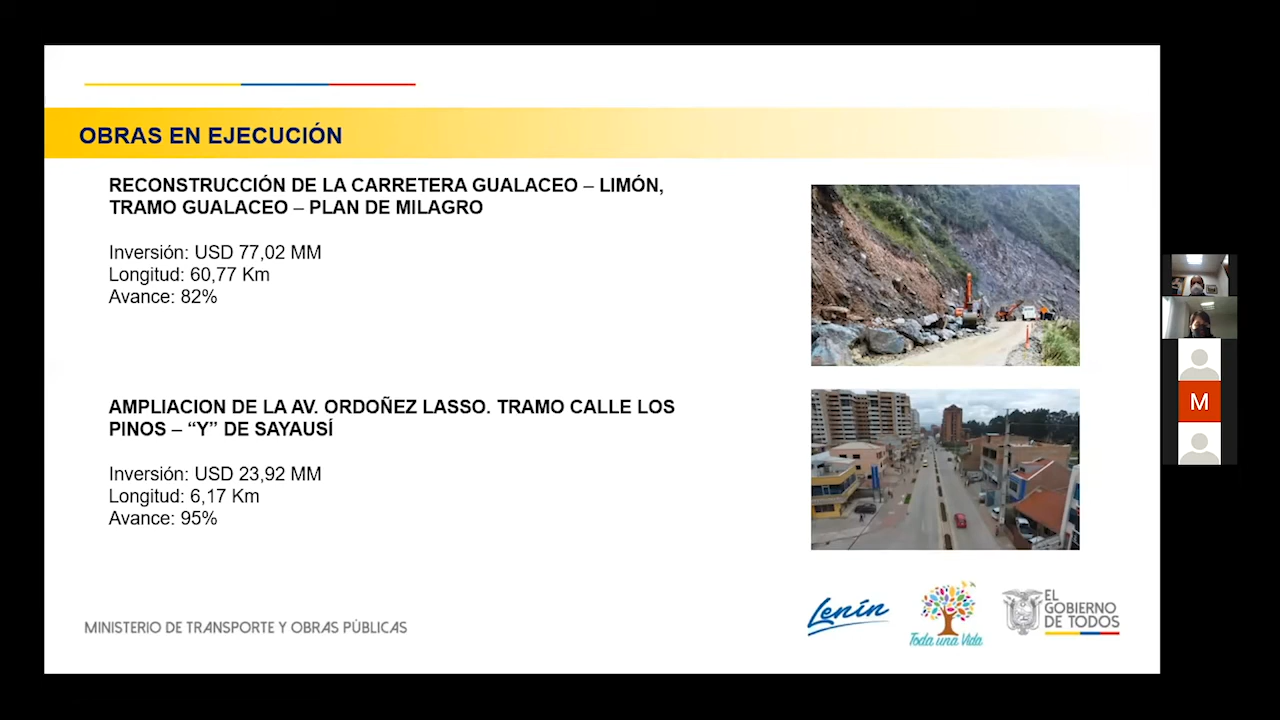 OBRAS EN EJECUCIÓN
RECONSTRUCCIÓN DE LA CARRETERA GUALACEO – LIMÓN,
TRAMO GUALACEO – PLAN DE MILAGRO
Inversión: USD 77,02 MM
Longitud: 60,77 Km
Avance: 82%
AMPLIACION DE LA AV. ORDOÑEZ LASSO. TRAMO CALLE LOS
PINOS – “Y” DE SAYAUSÍ
Inversión: USD 23,92 MM
Longitud: 6,17 Km
Avance: 95%
MINISTERIO DE TRANSPORTE Y OBRAS PÚBLICAS
Lenín
Toda una Vida
EL
GOBIERNO
DE TODOS
M